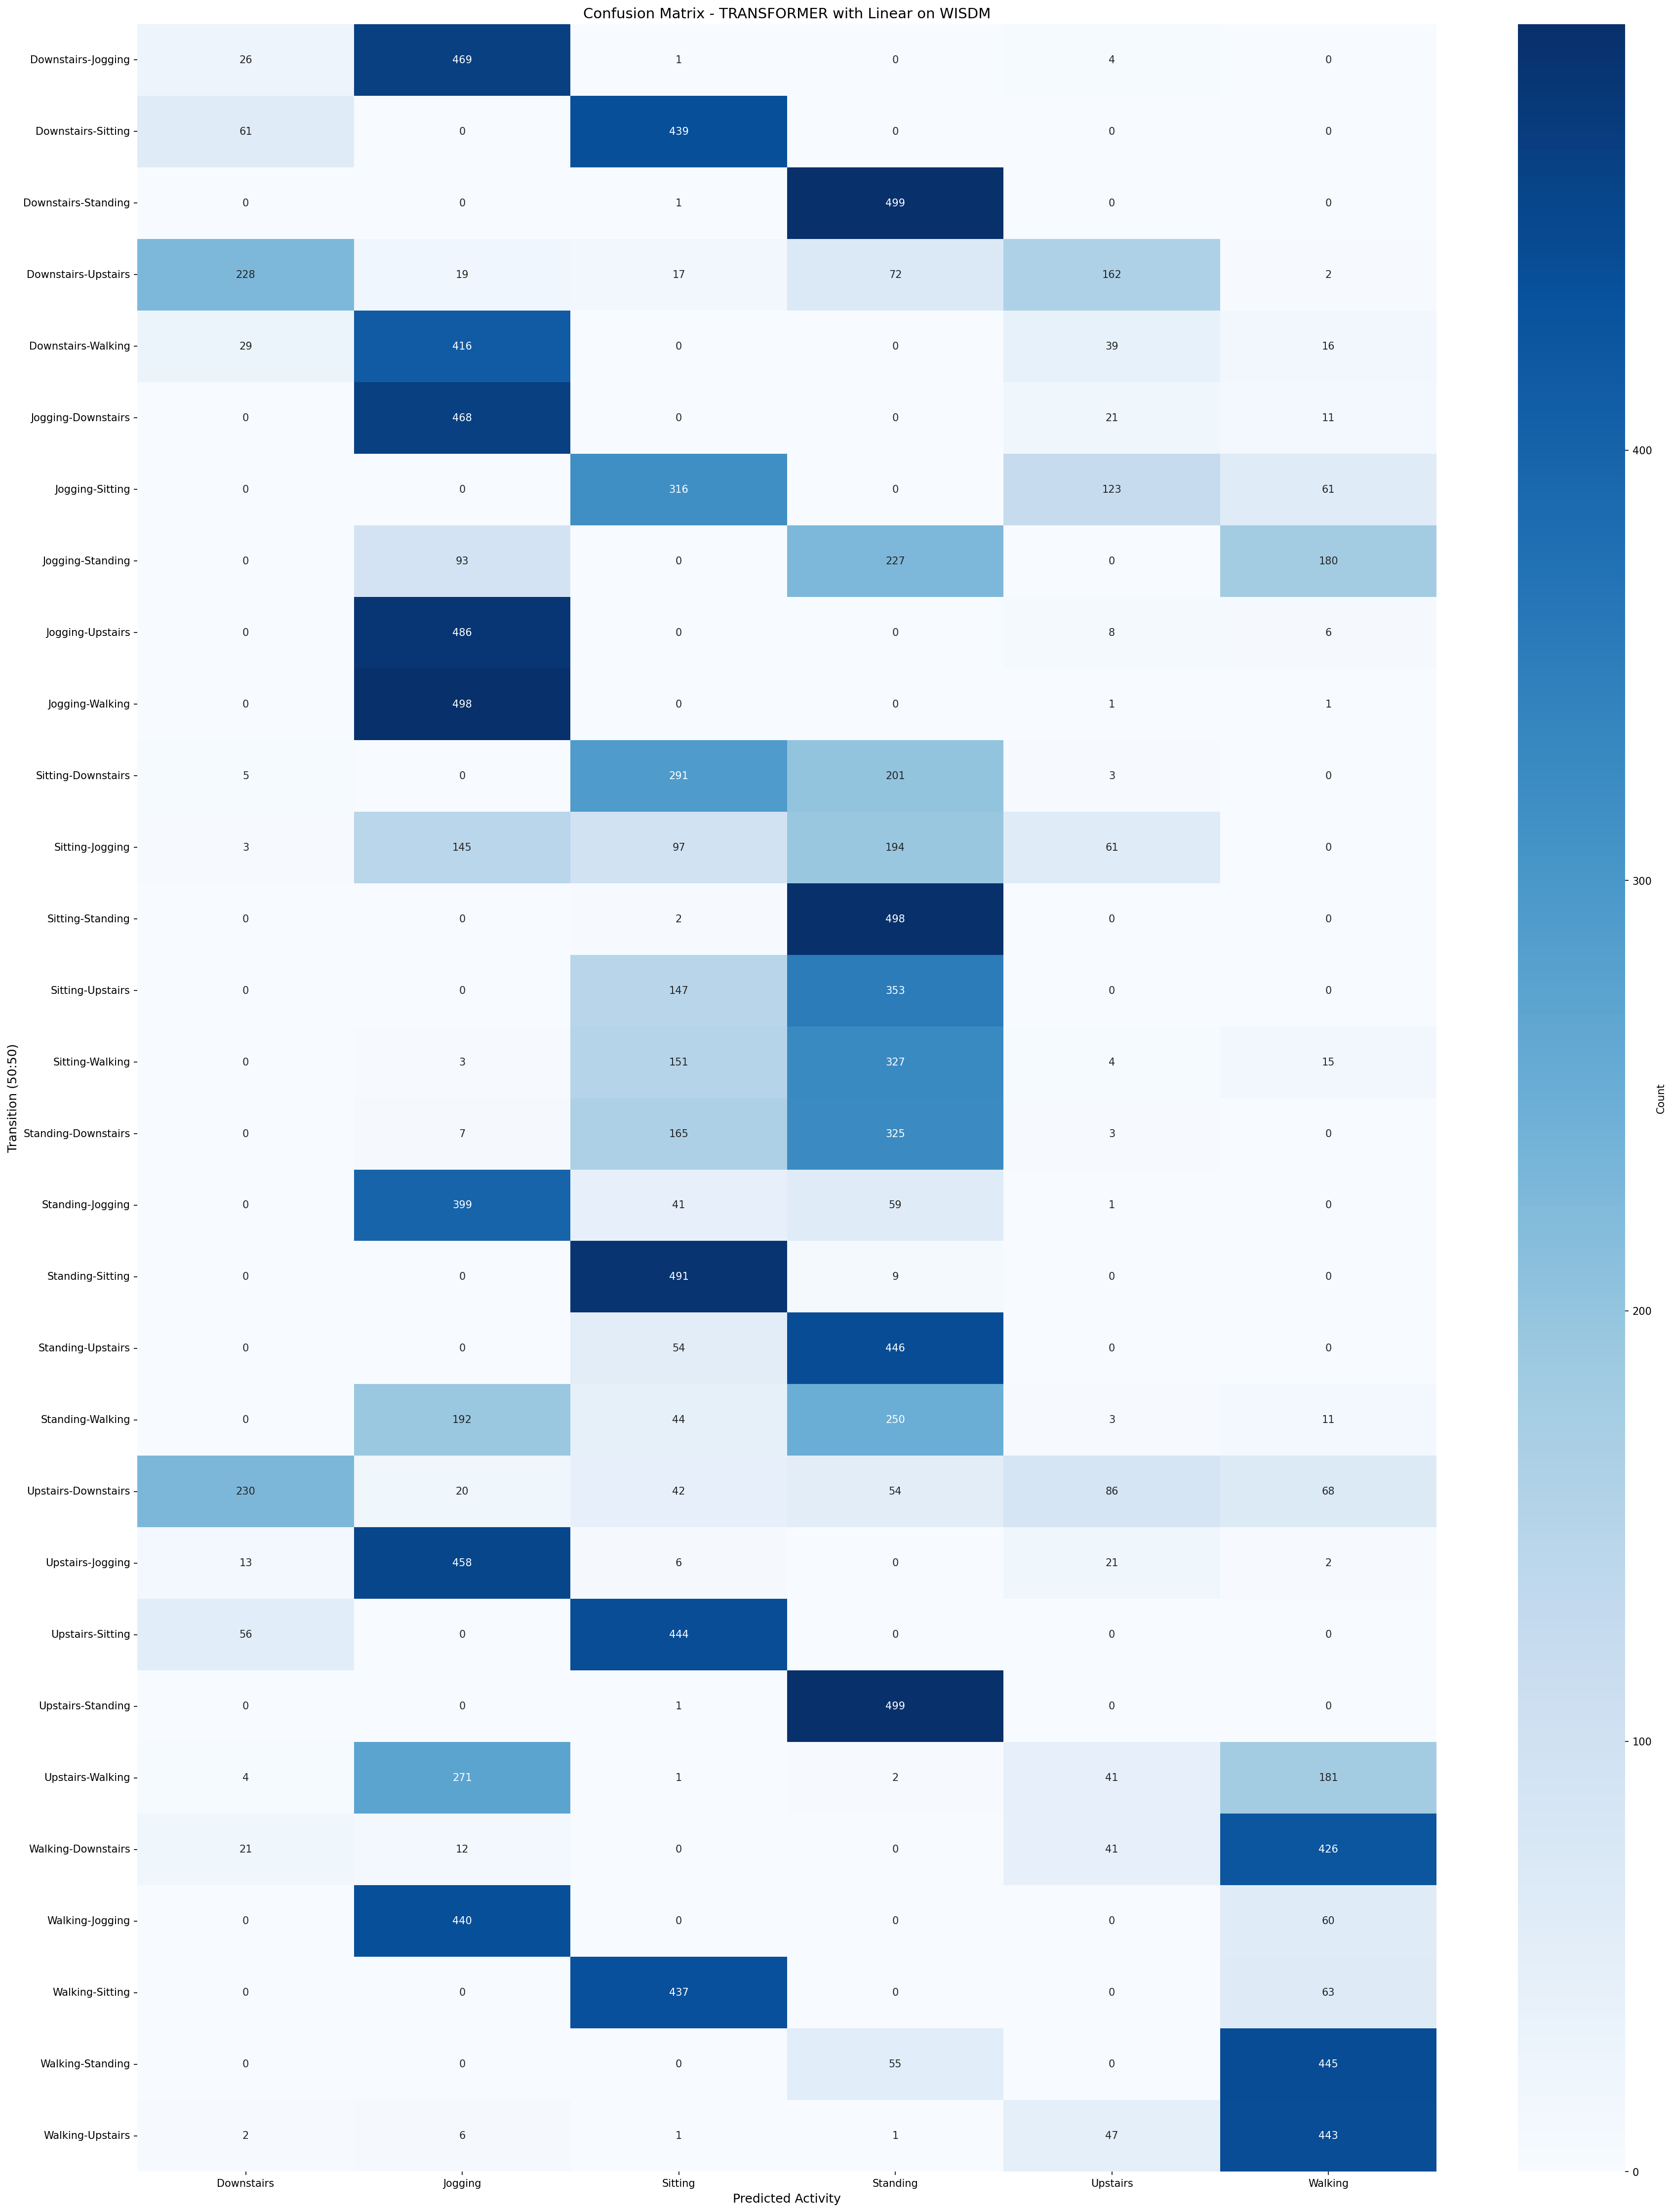 Confusion Matrix - TRANSFORMER with Linear on WISDM
Transition (50:50)
Downstairs-Jogging 26 469 1 0 4 0
Downstairs-Sitting 61 0 439 0 0 0
Downstairs-Standing 0 0 1 499 0 0
Downstairs-Upstairs 228 19 17 72 162 2
Downstairs-Walking 29 416 0 0 39 16
Jogging-Downstairs 0 468 0 0 21 11
Jogging-Sitting 0 0 316 0 123 61
Jogging-Standing 0 93 0 227 0 180
Jogging-Upstairs 0 486 0 0 8 6
Jogging-Walking 0 498 0 0 1 1
Sitting-Downstairs 5 0 291 201 3 0
Sitting-Jogging 3 145 97 194 61 0
Sitting-Standing 0 0 2 498 0 0
Sitting-Upstairs 0 0 147 353 0 0
Sitting-Walking 0 3 151 327 4 15
Standing-Downstairs 0 7 165 325 3 0
Standing-Jogging 0 399 41 59 1 0
Standing-Sitting 0 0 491 9 0 0
Standing-Upstairs 0 0 54 446 0 0
Standing-Walking 0 192 44 250 3 11
Upstairs-Downstairs 230 20 42 54 86 68
Upstairs-Jogging 13 458 6 0 21 2
Upstairs-Sitting 56 0 444 0 0 0
Upstairs-Standing 0 0 1 499 0 0
Upstairs-Walking 4 271 1 2 41 181
Walking-Downstairs 21 12 0 0 41 426
Walking-Jogging 0 440 0 0 0 60
Walking-Sitting 0 0 437 0 0 63
Walking-Standing 0 0 0 55 0 445
Walking-Upstairs 2 6 1 1 47 443
Downstairs Jogging Sitting Standing Upstairs Walking
Predicted Activity
400
300
200
100
0
Count